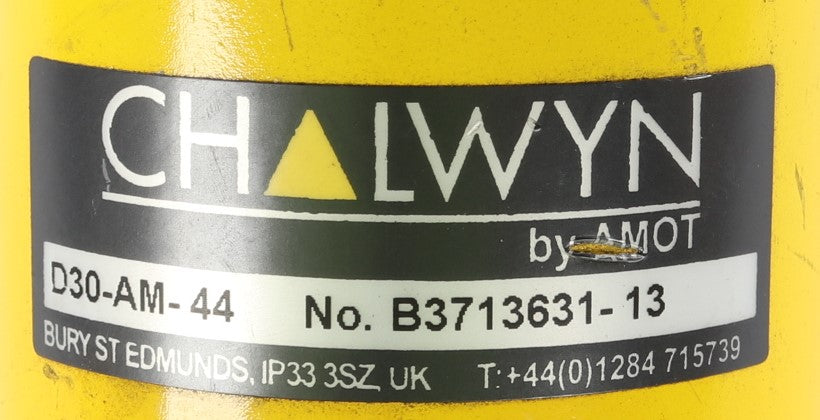 CHALWYN
by AMOT
D30-AM- 44 No. B3713631- 13
BURY ST EDMUNDS, IP33 3SZ, UK T:+44(0)1284 715739